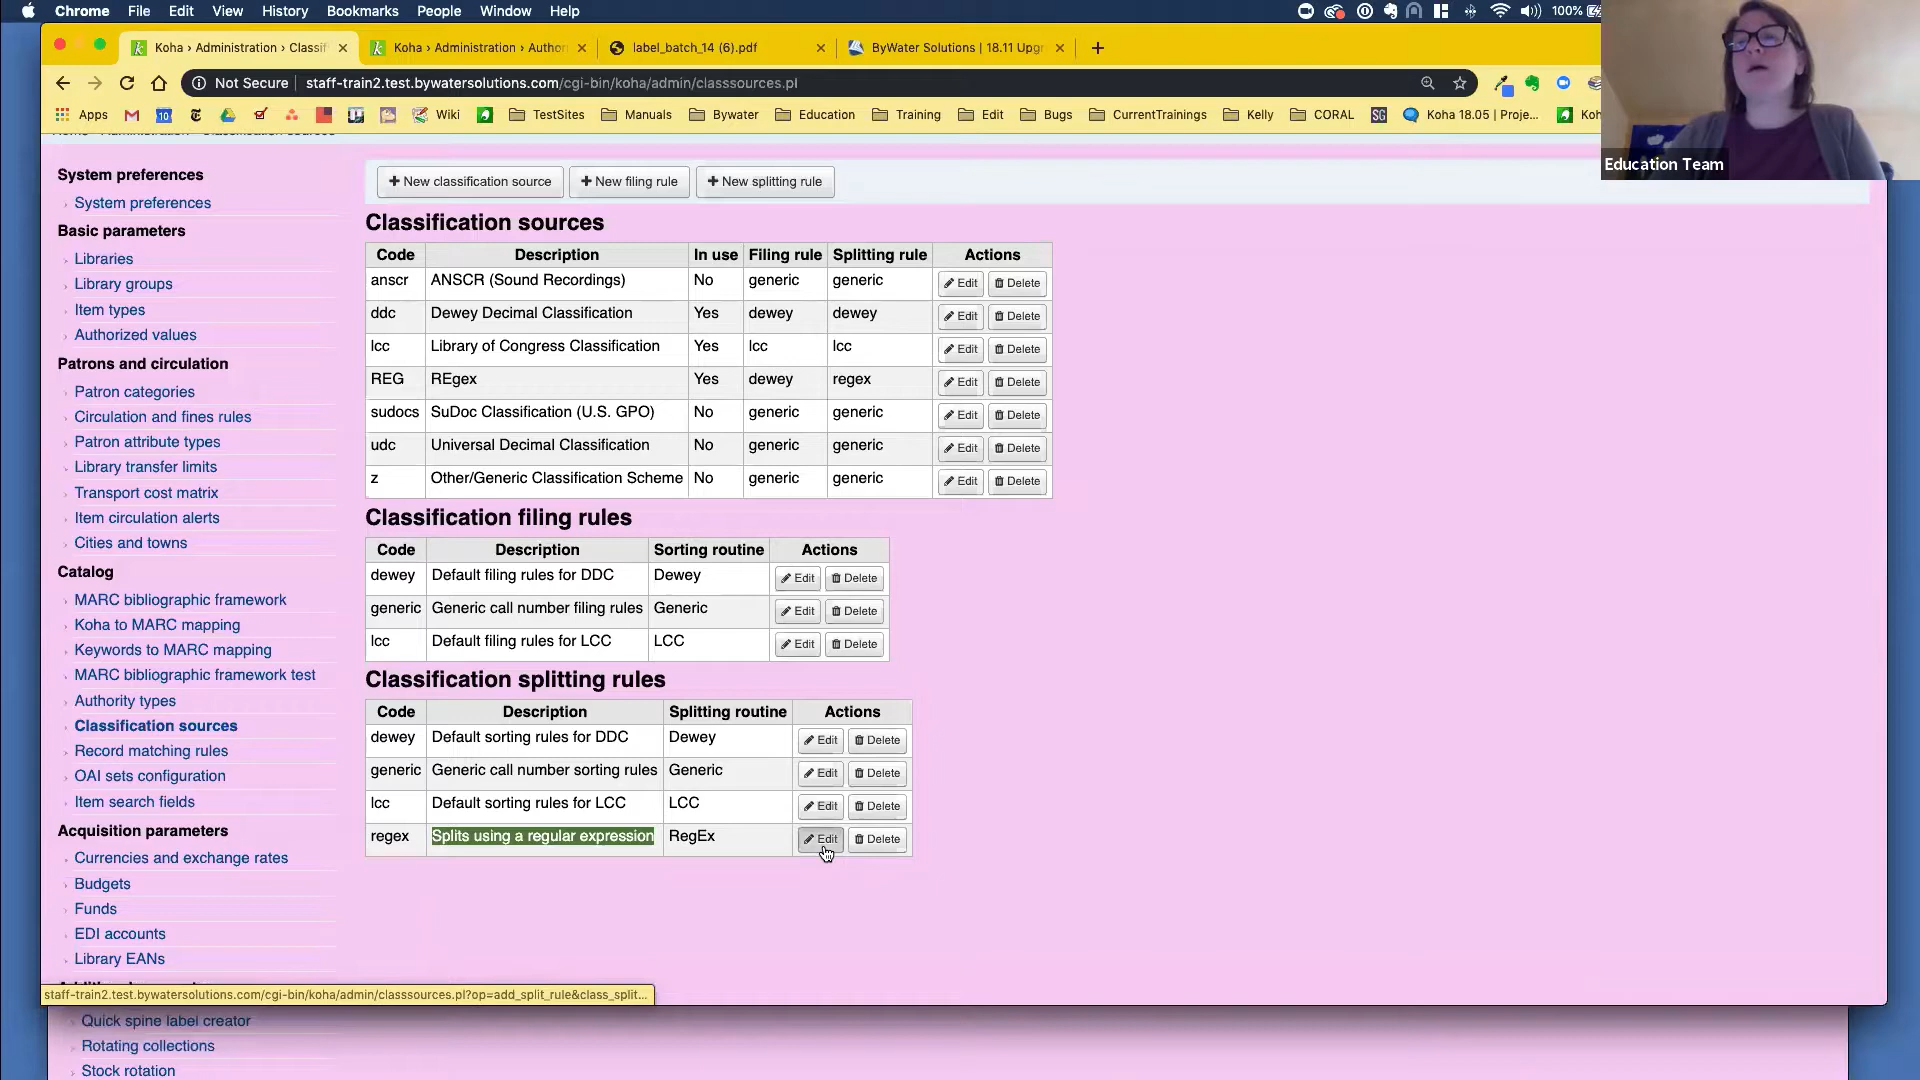 Chrome File Edit View History Bookmarks People Window Help 100%
Koha › Administration › Classif Koha › Administration › Author label_batch_14 (6).pdf ByWater Solutions | 18.11 Upgr
Not Secure staff-train2.test.bywatersolutions.com/cgi-bin/koha/admin/classsources.pl
Apps Wiki TestSites Manuals Bywater Education Training Edit Bugs CurrentTrainings Kelly CORAL SG Koha 18.05 | Proje... Koh
Education Team
System preferences
System preferences
Basic parameters
Libraries
Library groups
Item types
Authorized values
Patrons and circulation
Patron categories
Circulation and fines rules
Patron attribute types
Library transfer limits
Transport cost matrix
Item circulation alerts
Cities and towns
Catalog
MARC bibliographic framework
Koha to MARC mapping
Keywords to MARC mapping
MARC bibliographic framework test
Authority types
Classification sources
Record matching rules
OAI sets configuration
Item search fields
Acquisition parameters
Currencies and exchange rates
Budgets
Funds
EDI accounts
Library EANs
+ New classification source + New filing rule + New splitting rule
Classification sources
Code Description In use Filing rule Splitting rule Actions
anscr ANSCR (Sound Recordings) No generic generic Edit Delete
ddc Dewey Decimal Classification Yes dewey dewey Edit Delete
lcc Library of Congress Classification Yes lcc lcc Edit Delete
REG REgex Yes dewey regex Edit Delete
sudocs SuDoc Classification (U.S. GPO) No generic generic Edit Delete
udc Universal Decimal Classification No generic generic Edit Delete
z Other/Generic Classification Scheme No generic generic Edit Delete
Classification filing rules
Code Description Sorting routine Actions
dewey Default filing rules for DDC Dewey Edit Delete
generic Generic call number filing rules Generic Edit Delete
lcc Default filing rules for LCC LCC Edit Delete
Classification splitting rules
Code Description Splitting routine Actions
dewey Default sorting rules for DDC Dewey Edit Delete
generic Generic call number sorting rules Generic Edit Delete
lcc Default sorting rules for LCC LCC Edit Delete
regex Splits using a regular expression RegEx Edit Delete
staff-train2.test.bywatersolutions.com/cgi-bin/koha/admin/classsources.pl?op=add_split_rule&class_split...
Quick spine label creator
Rotating collections
Stock rotation